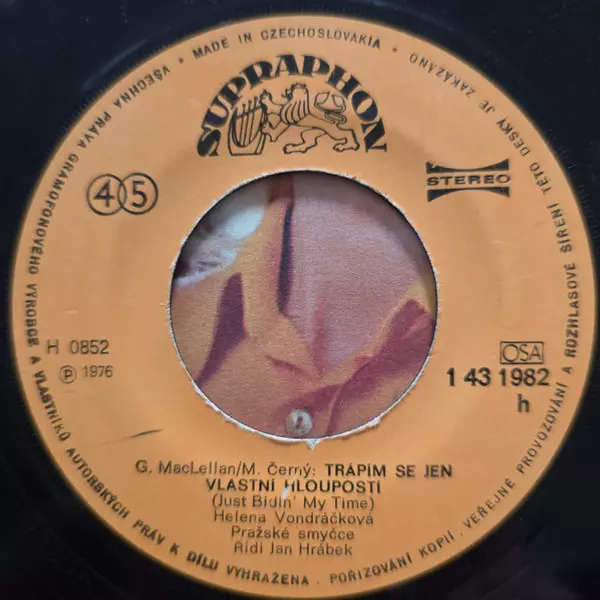 VŠECHNA PRÁVA GRAMOFONOVÉHO VÝROBCE A VLASTNÍKŮ AUTORSKÝCH PRÁV K DÍLU VYHRAŽENA • POŘIZOVÁNÍ KOPIÍ • VEŘEJNÉ PROVOZOVÁNÍ A ROZHLASOVÉ ŠÍŘENÍ TÉTO DESKY JE ZAKÁZÁNO
• MADE IN CZECHOSLOVAKIA •
SUPRAPHON
45
STEREO
H 0852
Ⓟ 1976
OSA
1 43 1982
h
G. MacLellan/M. Černý: TRÁPÍM SE JEN
VLASTNÍ HLOUPOSTÍ
(Just Bidin' My Time)
Helena Vondráčková
Pražské smyčce
Řídí Jan Hrábek